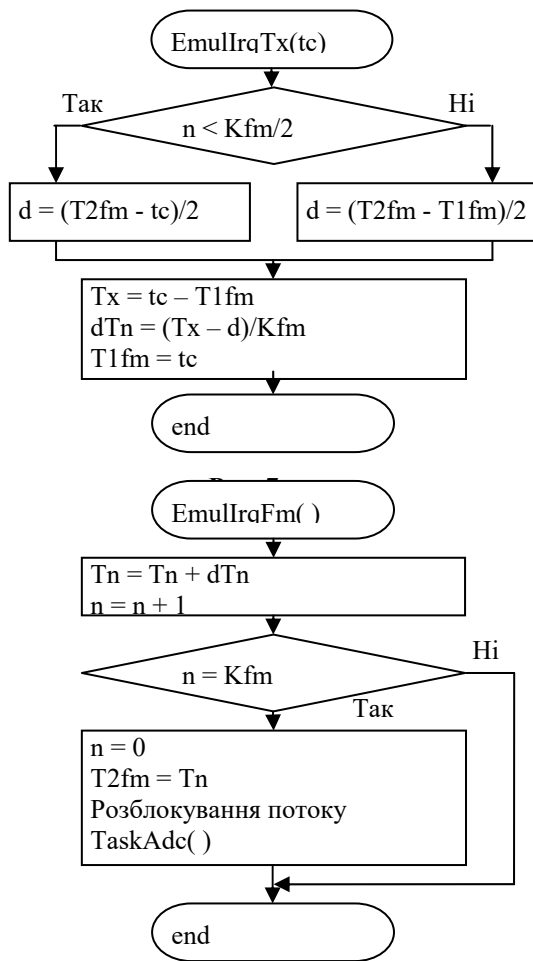 EmulIrqTx(tc)
Так
Ні
n < Kfm/2
d = (T2fm - tc)/2
d = (T2fm - T1fm)/2
Tx = tc – T1fm
dTn = (Tx – d)/Kfm
T1fm = tc
end
EmulIrqFm( )
Tn = Tn + dTn
n = n + 1
Ні
n = Kfm
Так
n = 0
T2fm = Tn
Розблокування потоку
TaskAdc( )
end